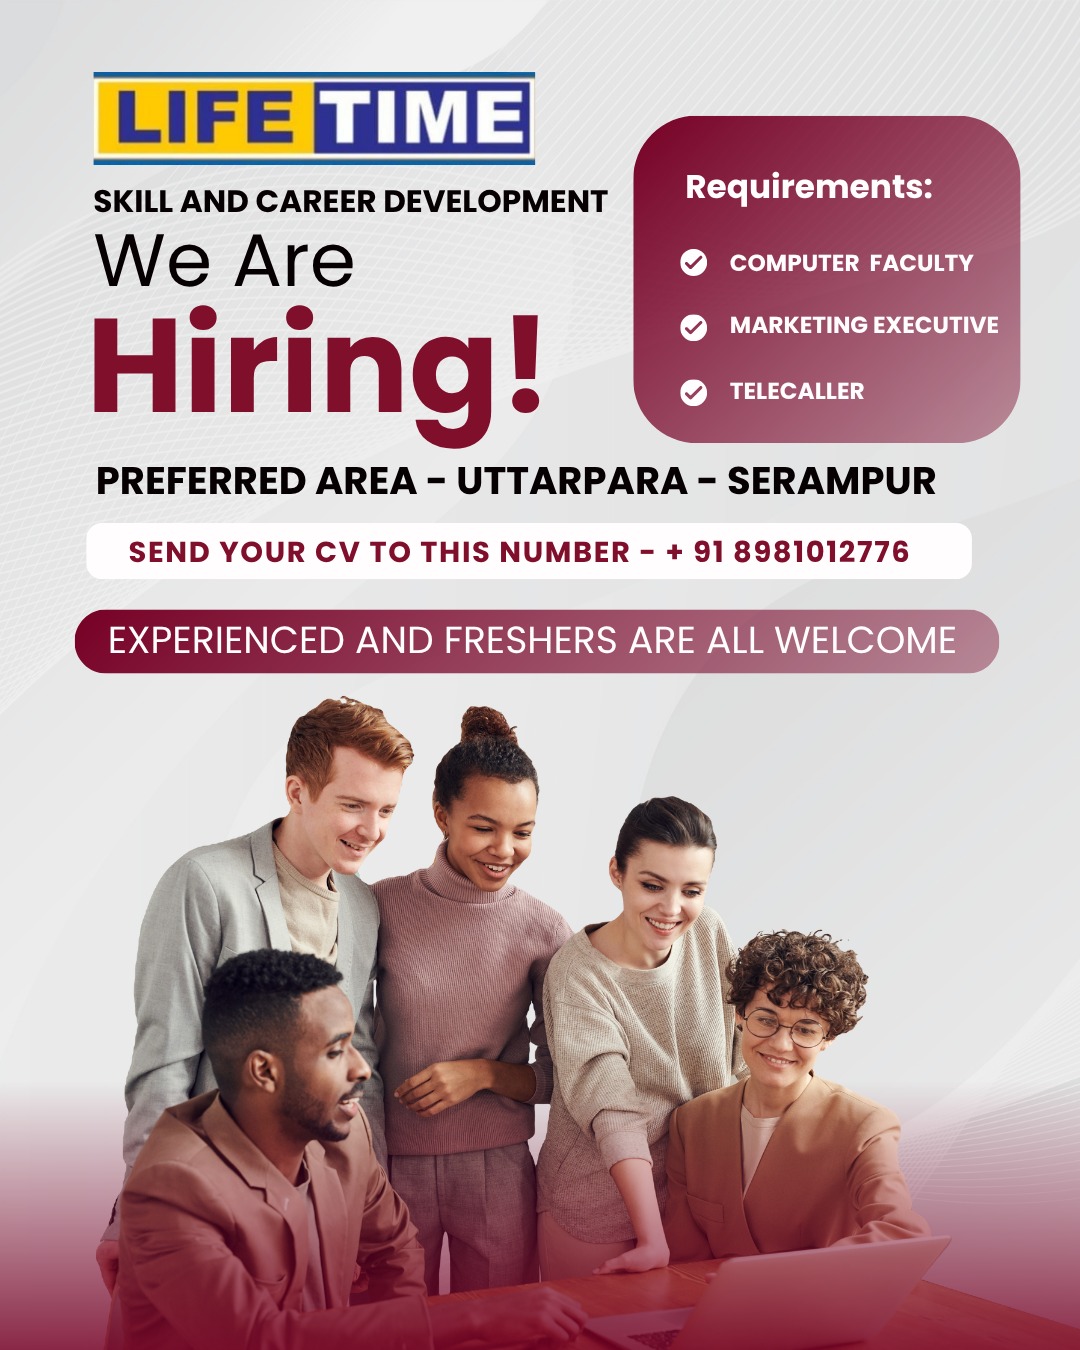 LIFE TIME
SKILL AND CAREER DEVELOPMENT
We Are
Hiring!
Requirements:
COMPUTER FACULTY
MARKETING EXECUTIVE
TELECALLER
PREFERRED AREA - UTTARPARA - SERAMPUR
SEND YOUR CV TO THIS NUMBER - + 91 8981012776
EXPERIENCED AND FRESHERS ARE ALL WELCOME